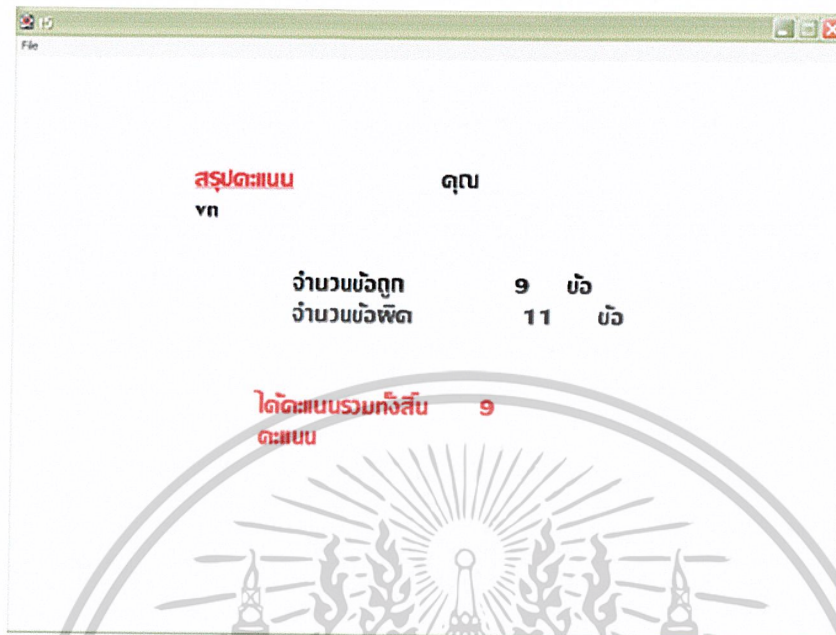 File
สรุปคะแนน คุณ
vn
จำนวนข้อถูก 9 ข้อ
จำนวนข้อผิด 11 ข้อ
ได้คะแนนรวมทั้งสิ้น 9
คะแนน